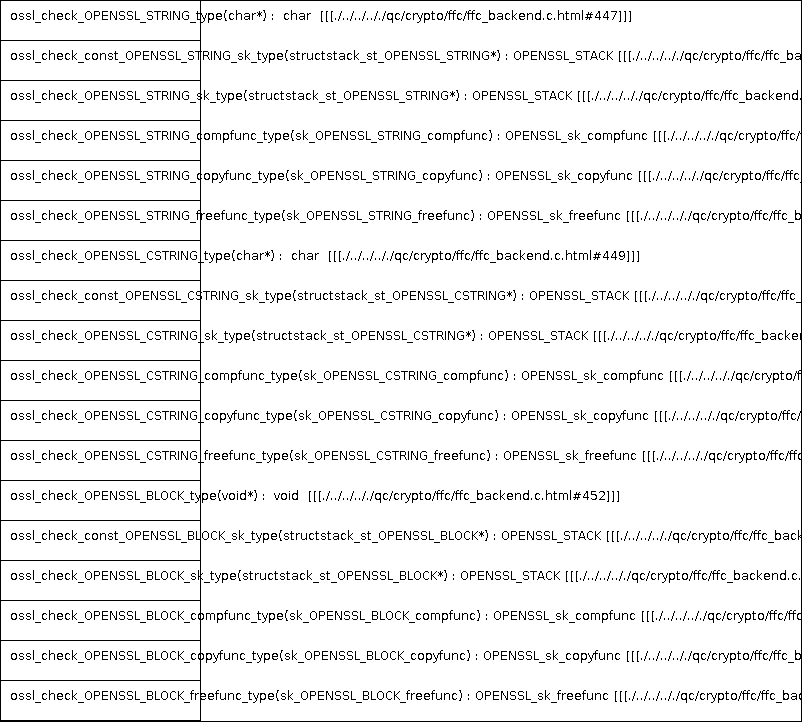 ossl_check_OPENSSL_STRING_type(char*) : char [[[./../../../qc/crypto/ffc/ffc_backend.c.html#447]]]
ossl_check_const_OPENSSL_STRING_sk_type(structstack_st_OPENSSL_STRING*) : OPENSSL_STACK [[[./../../../qc/crypto/ffc/ffc_ba
ossl_check_OPENSSL_STRING_sk_type(structstack_st_OPENSSL_STRING*) : OPENSSL_STACK [[[./../../../qc/crypto/ffc/ffc_backend.
ossl_check_OPENSSL_STRING_compfunc_type(sk_OPENSSL_STRING_compfunc) : OPENSSL_sk_compfunc [[[./../../../qc/crypto/ffc/
ossl_check_OPENSSL_STRING_copyfunc_type(sk_OPENSSL_STRING_copyfunc) : OPENSSL_sk_copyfunc [[[./../../../qc/crypto/ffc/ffc_
ossl_check_OPENSSL_STRING_freefunc_type(sk_OPENSSL_STRING_freefunc) : OPENSSL_sk_freefunc [[[./../../../qc/crypto/ffc/ffc_b
ossl_check_OPENSSL_CSTRING_type(char*) : char [[[./../../../qc/crypto/ffc/ffc_backend.c.html#449]]]
ossl_check_const_OPENSSL_CSTRING_sk_type(structstack_st_OPENSSL_CSTRING*) : OPENSSL_STACK [[[./../../../qc/crypto/ffc/ffc_
ossl_check_OPENSSL_CSTRING_sk_type(structstack_st_OPENSSL_CSTRING*) : OPENSSL_STACK [[[./../../../qc/crypto/ffc/ffc_backen
ossl_check_OPENSSL_CSTRING_compfunc_type(sk_OPENSSL_CSTRING_compfunc) : OPENSSL_sk_compfunc [[[./../../../qc/crypto/f
ossl_check_OPENSSL_CSTRING_copyfunc_type(sk_OPENSSL_CSTRING_copyfunc) : OPENSSL_sk_copyfunc [[[./../../../qc/crypto/ffc/
ossl_check_OPENSSL_CSTRING_freefunc_type(sk_OPENSSL_CSTRING_freefunc) : OPENSSL_sk_freefunc [[[./../../../qc/crypto/ffc/ffc
ossl_check_OPENSSL_BLOCK_type(void*) : void [[[./../../../qc/crypto/ffc/ffc_backend.c.html#452]]]
ossl_check_const_OPENSSL_BLOCK_sk_type(structstack_st_OPENSSL_BLOCK*) : OPENSSL_STACK [[[./../../../qc/crypto/ffc/ffc_back
ossl_check_OPENSSL_BLOCK_sk_type(structstack_st_OPENSSL_BLOCK*) : OPENSSL_STACK [[[./../../../qc/crypto/ffc/ffc_backend.c.
ossl_check_OPENSSL_BLOCK_compfunc_type(sk_OPENSSL_BLOCK_compfunc) : OPENSSL_sk_compfunc [[[./../../../qc/crypto/ffc/ffc
ossl_check_OPENSSL_BLOCK_copyfunc_type(sk_OPENSSL_BLOCK_copyfunc) : OPENSSL_sk_copyfunc [[[./../../../qc/crypto/ffc/ffc_b
ossl_check_OPENSSL_BLOCK_freefunc_type(sk_OPENSSL_BLOCK_freefunc) : OPENSSL_sk_freefunc [[[./../../../qc/crypto/ffc/ffc_bac